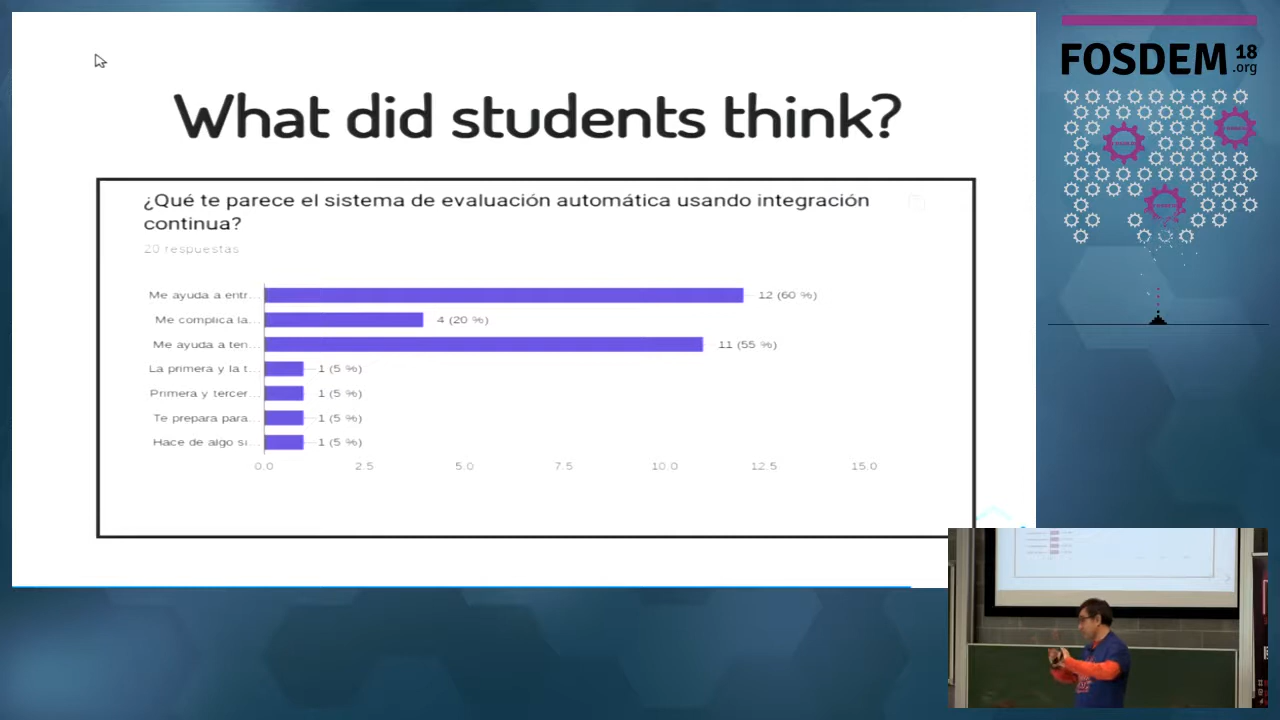 What did students think?
¿Qué te parece el sistema de evaluación automática usando integración
continua?
20 respuestas
Me ayuda a entr... 12 (60 %)
Me complica la... 4 (20 %)
Me ayuda a ten... 11 (55 %)
La primera y la t... 1 (5 %)
Primera y tercer... 1 (5 %)
Te prepara para... 1 (5 %)
Hace de algo si... 1 (5 %)
0.0 2.5 5.0 7.5 10.0 12.5 15.0
FOSDEM 18
.org